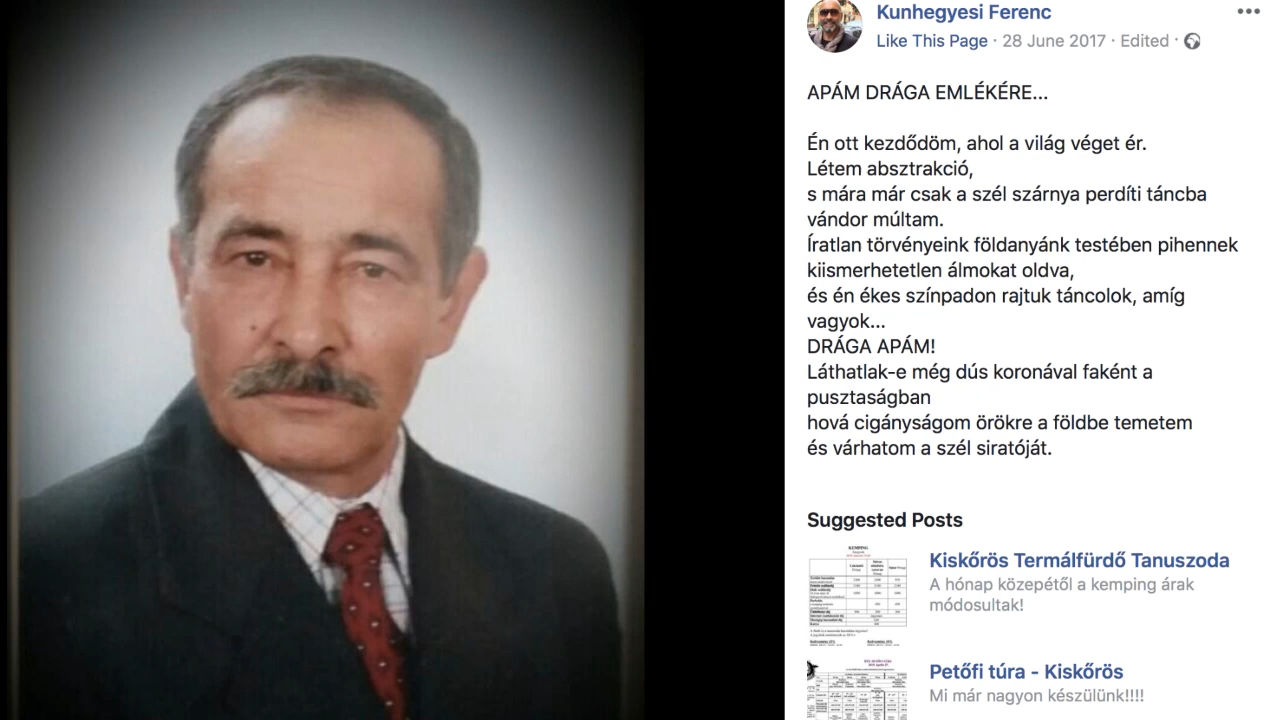 Kunhegyesi Ferenc
Like This Page · 28 June 2017 · Edited ·
APÁM DRÁGA EMLÉKÉRE...
Én ott kezdődöm, ahol a világ véget ér.
Létem absztrakció,
s mára már csak a szél szárnya perdíti táncba
vándor múltam.
Íratlan törvényeink földanyánk testében pihennek
kiismerhetetlen álmokat oldva,
és én ékes színpadon rajtuk táncolok, amíg
vagyok...
DRÁGA APÁM!
Láthatlak-e még dús koronával faként a
pusztaságban
hová cigányságom örökre a földbe temetem
és várhatom a szél siratóját.
Suggested Posts
KEMPING
Kiskőrös Termálfürdő Tanuszoda
A hónap közepétől a kemping árak
módosultak!
Petőfi túra - Kiskőrös
Mi már nagyon készülünk!!!!